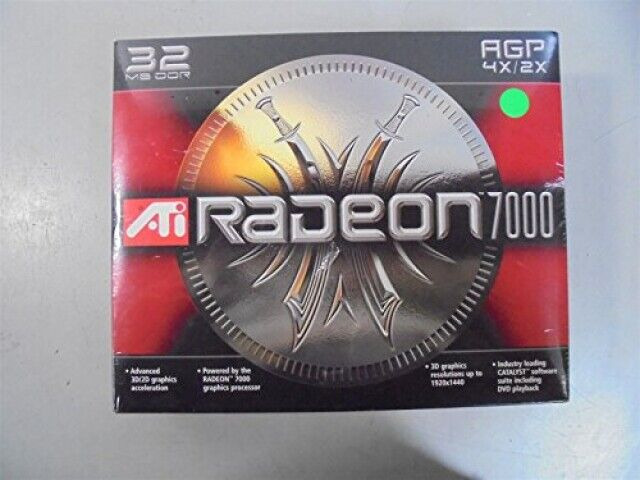 32
MB DDR
AGP
4X/2X
ATi RADEON 7000
• Advanced
3D/2D graphics
acceleration
• Powered by the
RADEON™ 7000
graphics processor
• 3D graphics
resolutions up to
1920x1440
• Industry leading
CATALYST™ software
suite including
DVD playback